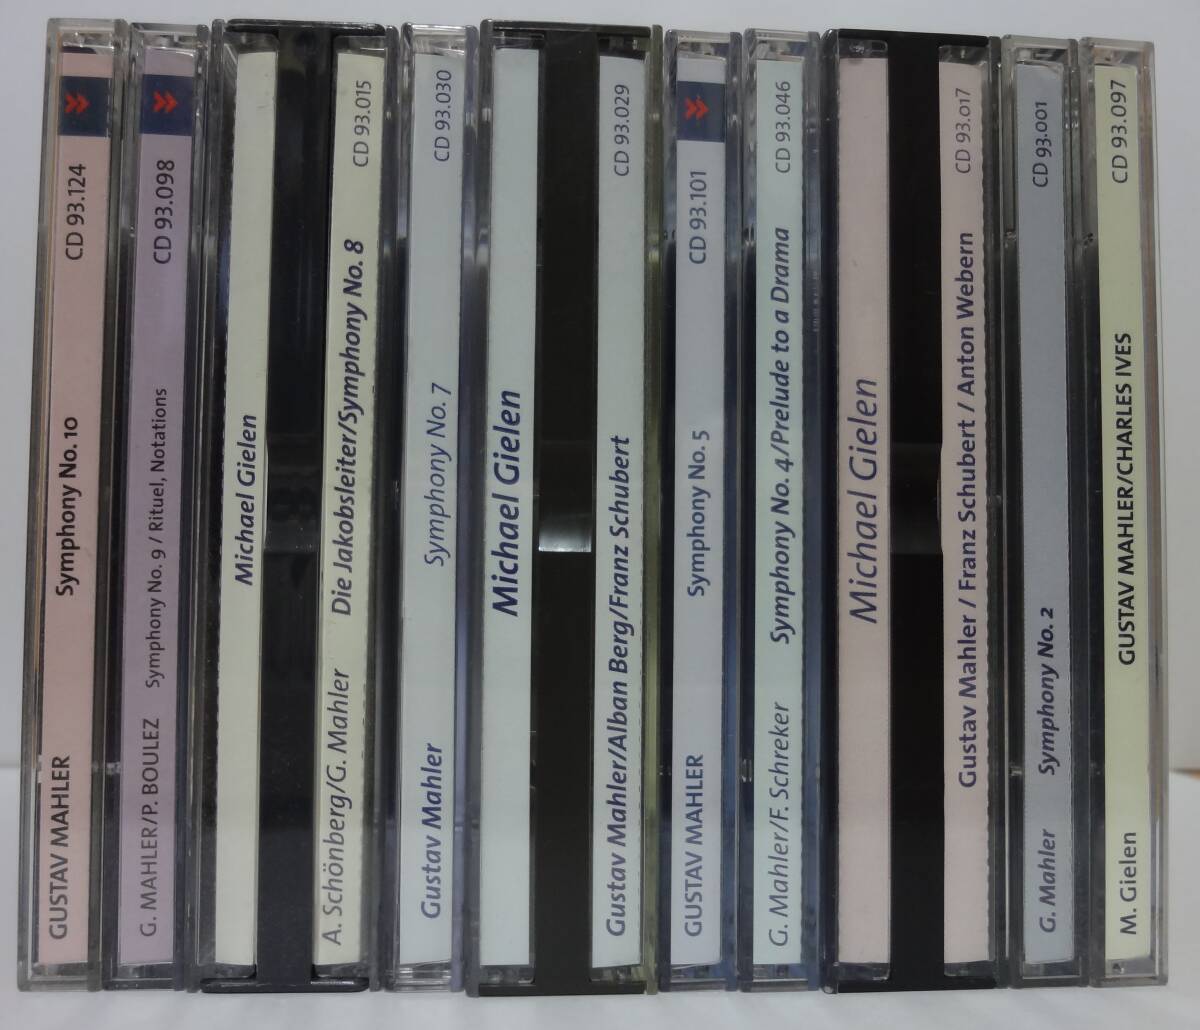 GUSTAV MAHLER Symphony No. 10 CD 93.124
G. MAHLER/P. BOULEZ Symphony No. 9 / Rituel, Notations CD 93.098
Michael Gielen
A. Schönberg/G. Mahler Die Jakobsleiter/Symphony No. 8 CD 93.015
Gustav Mahler Symphony No. 7 CD 93.030
Michael Gielen
Gustav Mahler/Alban Berg/Franz Schubert CD 93.029
GUSTAV MAHLER Symphony No. 5 CD 93.101
G. Mahler/F. Schreker Symphony No. 4/Prelude to a Drama CD 93.046
Michael Gielen
Gustav Mahler / Franz Schubert / Anton Webern CD 93.017
G. Mahler Symphony No. 2 CD 93.001
M. Gielen GUSTAV MAHLER/CHARLES IVES CD 93.097